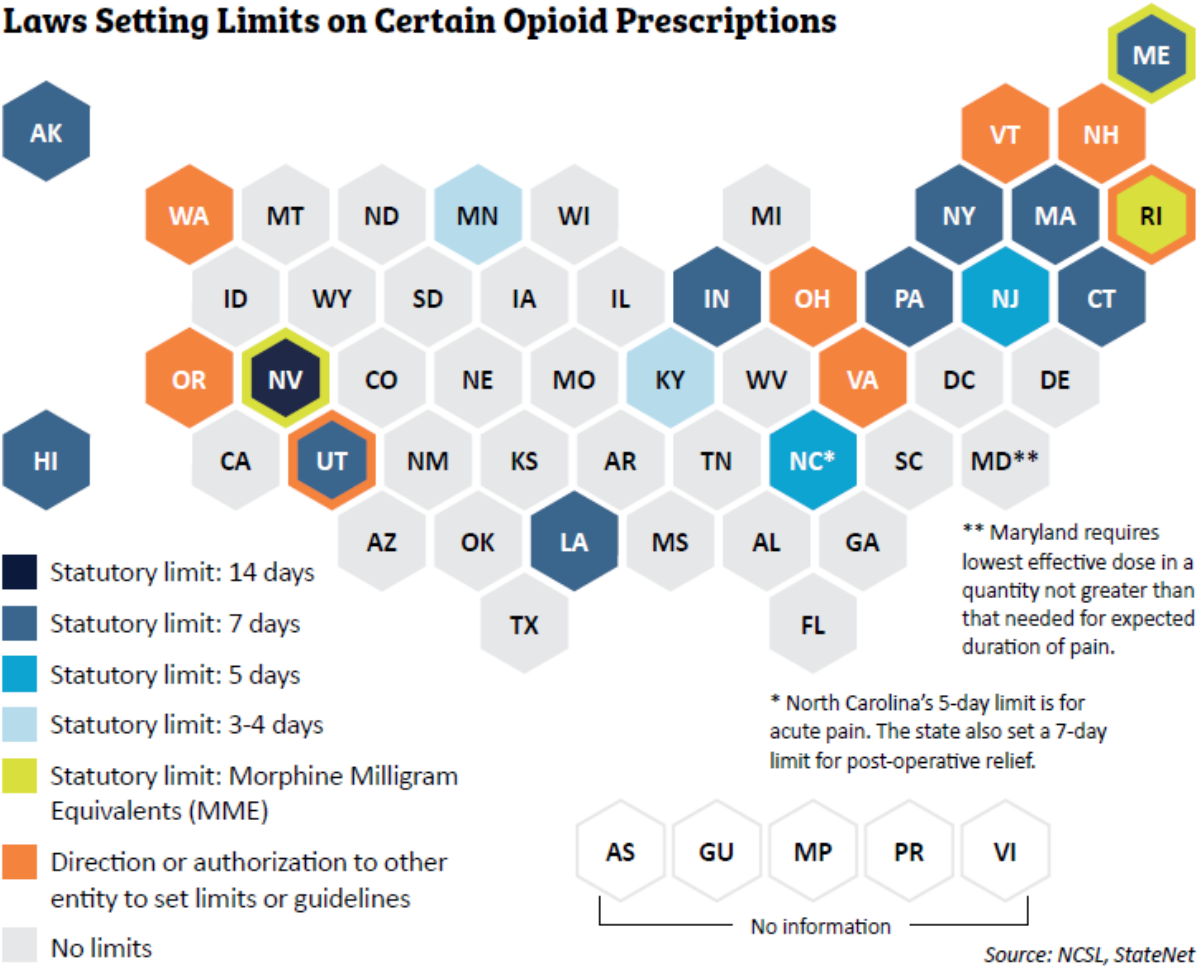 Laws Setting Limits on Certain Opioid Prescriptions
ME
AK
VT
NH
WA
MT
ND
MN
WI
MI
NY
MA
RI
ID
WY
SD
IA
IL
IN
OH
PA
NJ
CT
OR
NV
CO
NE
MO
KY
WV
VA
DC
DE
HI
CA
UT
NM
KS
AR
TN
NC*
SC
MD**
AZ
OK
LA
MS
AL
GA
TX
FL
** Maryland requires
lowest effective dose in a
quantity not greater than
that needed for expected
duration of pain.
* North Carolina's 5-day limit is for
acute pain. The state also set a 7-day
limit for post-operative relief.
Statutory limit: 14 days
Statutory limit: 7 days
Statutory limit: 5 days
Statutory limit: 3-4 days
Statutory limit: Morphine Milligram
Equivalents (MME)
Direction or authorization to other
entity to set limits or guidelines
No limits
AS
GU
MP
PR
VI
No information
Source: NCSL, StateNet